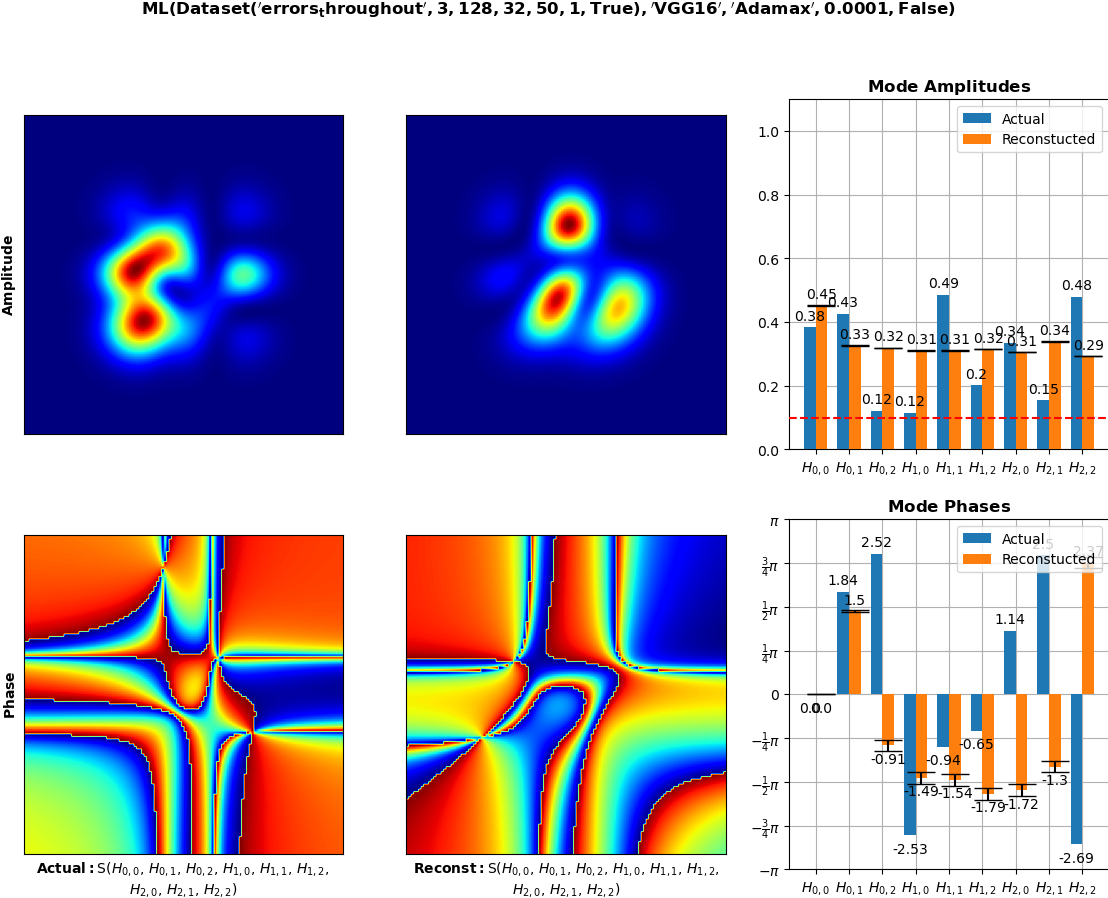 ML(Dataset('errors_throughout', 3, 128, 32, 50, 1, True), 'VGG16', 'Adamax', 0.0001, False)
Amplitude
Mode Amplitudes
Actual
Reconstucted
1.0
0.8
0.6
0.4
0.2
0.0
0.38 0.43 0.12 0.12 0.49 0.2 0.34 0.15 0.48
0.45 0.33 0.32 0.31 0.31 0.32 0.31 0.34 0.29
H0,0 H0,1 H0,2 H1,0 H1,1 H1,2 H2,0 H2,1 H2,2
Phase
Mode Phases
Actual
Reconstucted
π
3/4π
1/2π
1/4π
0
−1/4π
−1/2π
−3/4π
−π
0.0 1.84 2.52 -2.53 -0.94 -0.65 1.14 2.5 -2.69
0.0 1.5 -0.91 -1.49 -1.54 -1.79 -1.72 -1.3 2.37
H0,0 H0,1 H0,2 H1,0 H1,1 H1,2 H2,0 H2,1 H2,2
Actual: S(H0,0, H0,1, H0,2, H1,0, H1,1, H1,2,
H2,0, H2,1, H2,2)
Reconst: S(H0,0, H0,1, H0,2, H1,0, H1,1, H1,2,
H2,0, H2,1, H2,2)